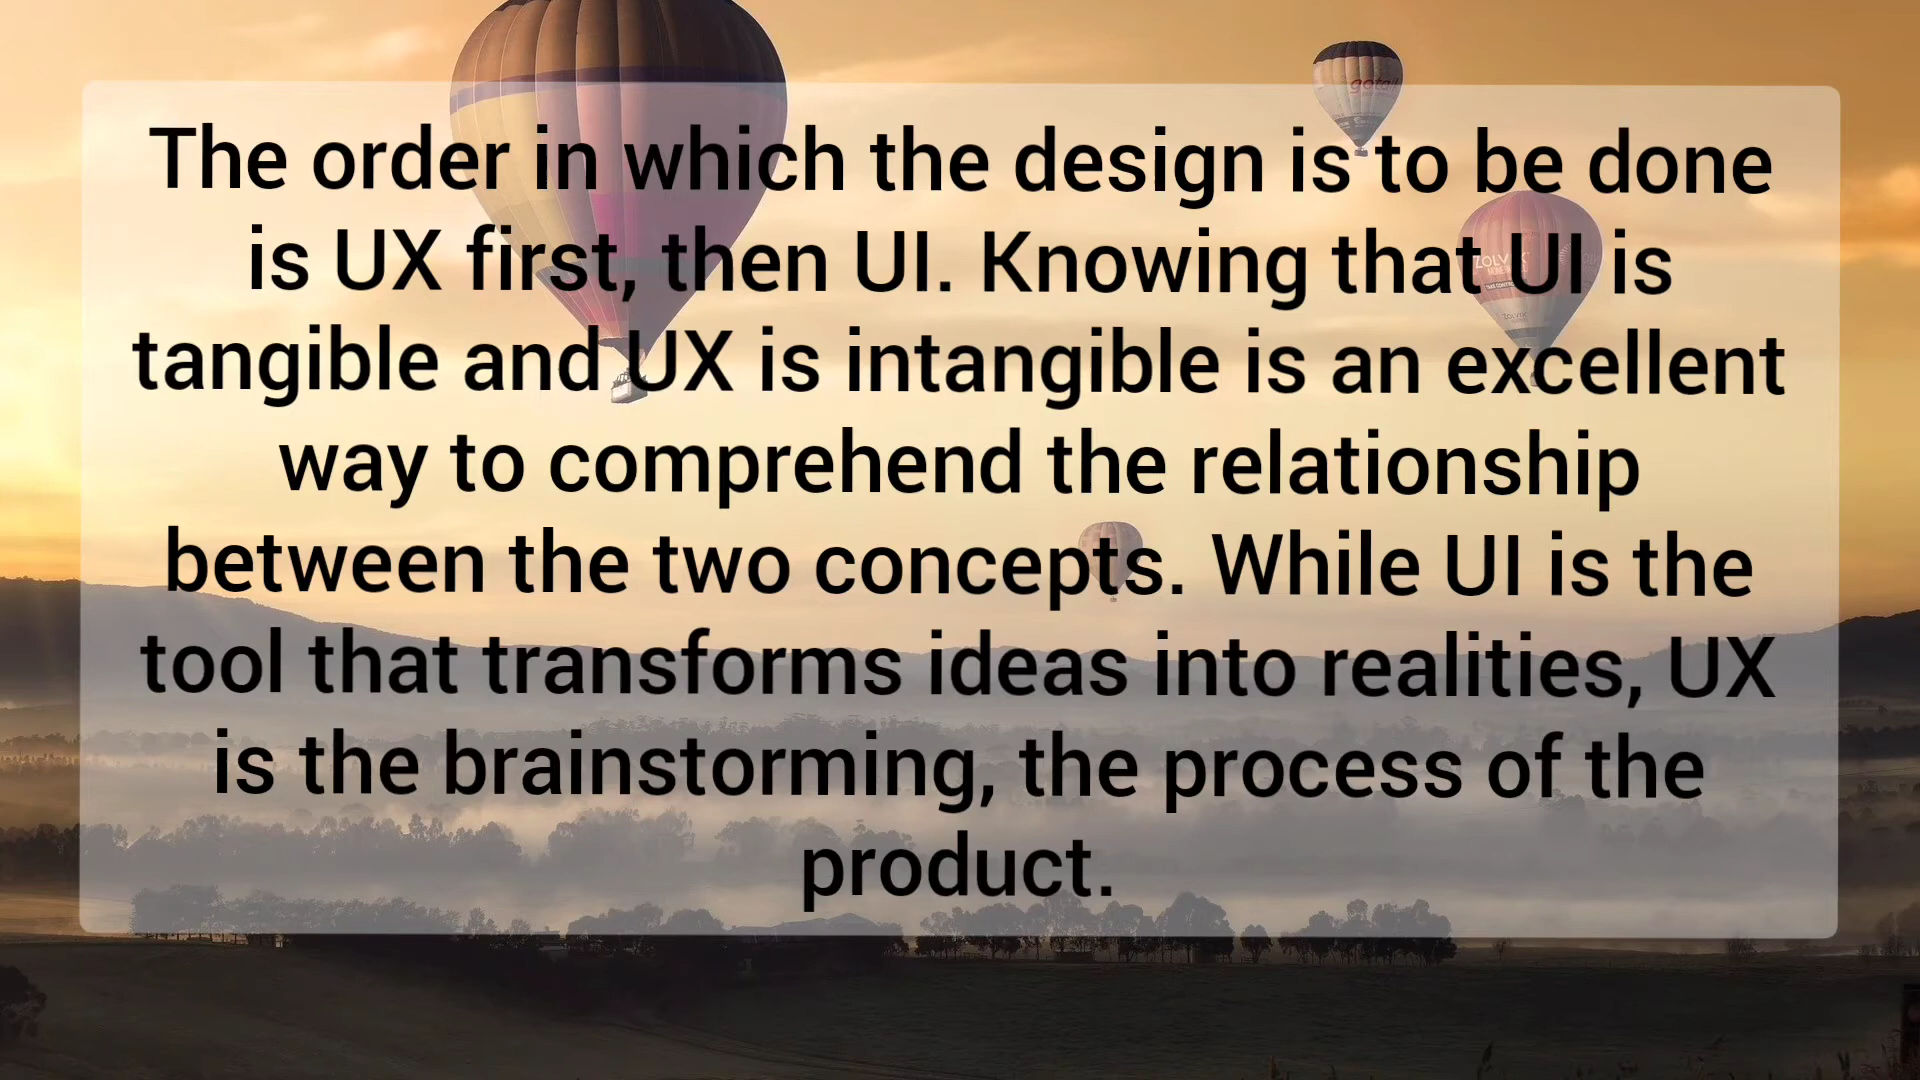 The order in which the design is to be done
is UX first, then UI. Knowing that UI is
tangible and UX is intangible is an excellent
way to comprehend the relationship
between the two concepts. While UI is the
tool that transforms ideas into realities, UX
is the brainstorming, the process of the
product.